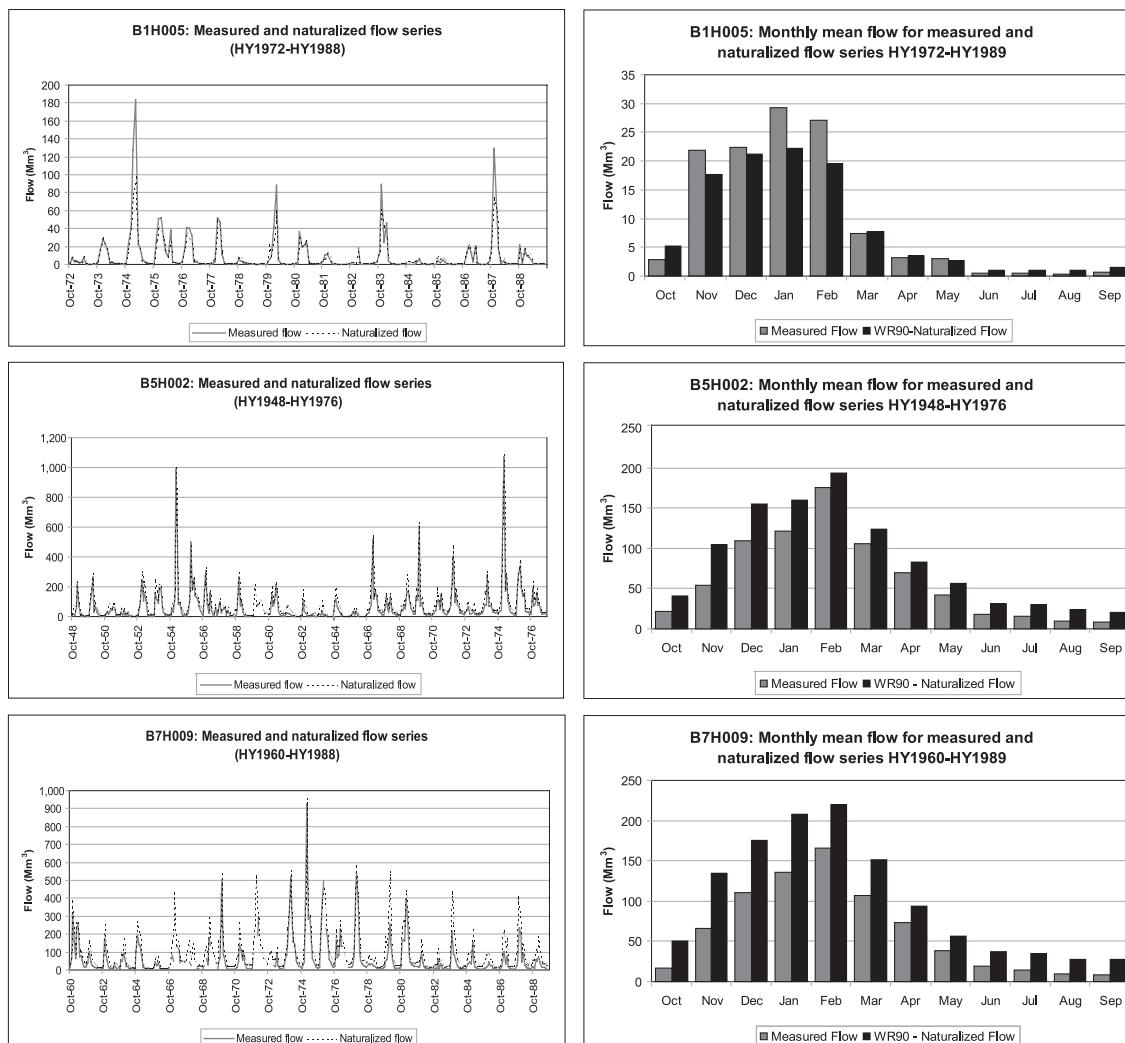 B1H005: Measured and naturalized flow series
(HY1972-HY1988)
Flow (Mm³)
200
180
160
140
120
100
80
60
40
20
0
Oct-72
Oct-73
Oct-74
Oct-75
Oct-76
Oct-77
Oct-78
Oct-79
Oct-80
Oct-81
Oct-82
Oct-83
Oct-84
Oct-85
Oct-86
Oct-87
Oct-88
Measured flow Naturalized flow
B1H005: Monthly mean flow for measured and
naturalized flow series HY1972-HY1989
Flow (Mm³)
35
30
25
20
15
10
5
0
Oct Nov Dec Jan Feb Mar Apr May Jun Jul Aug Sep
Measured Flow WR90-Naturalized Flow
B5H002: Measured and naturalized flow series
(HY1948-HY1976)
Flow (Mm³)
1,200
1,000
800
600
400
200
0
Oct-48
Oct-50
Oct-52
Oct-54
Oct-56
Oct-58
Oct-60
Oct-62
Oct-64
Oct-66
Oct-68
Oct-70
Oct-72
Oct-74
Oct-76
Measured flow Naturalized flow
B5H002: Monthly mean flow for measured and
naturalized flow series HY1948-HY1976
Flow (Mm³)
250
200
150
100
50
0
Oct Nov Dec Jan Feb Mar Apr May Jun Jul Aug Sep
Measured Flow WR90 - Naturalized Flow
B7H009: Measured and naturalized flow series
(HY1960-HY1988)
Flow (Mm³)
1,000
900
800
700
600
500
400
300
200
100
0
Oct-60
Oct-62
Oct-64
Oct-66
Oct-68
Oct-70
Oct-72
Oct-74
Oct-76
Oct-78
Oct-80
Oct-82
Oct-84
Oct-86
Oct-88
Measured flow Naturalized flow
B7H009: Monthly mean flow for measured and
naturalized flow series HY1960-HY1989
Flow (Mm³)
250
200
150
100
50
0
Oct Nov Dec Jan Feb Mar Apr May Jun Jul Aug Sep
Measured Flow WR90 - Naturalized Flow